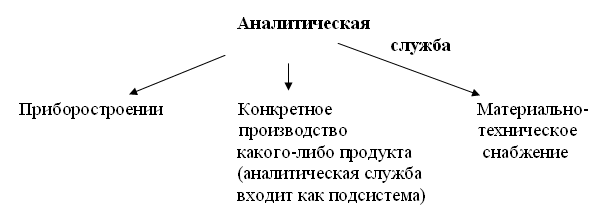 Аналитическая
служба
Приборостроении
Конкретное
производство
какого-либо продукта
(аналитическая служба
входит как подсистема)
Материально-
техническое
снабжение